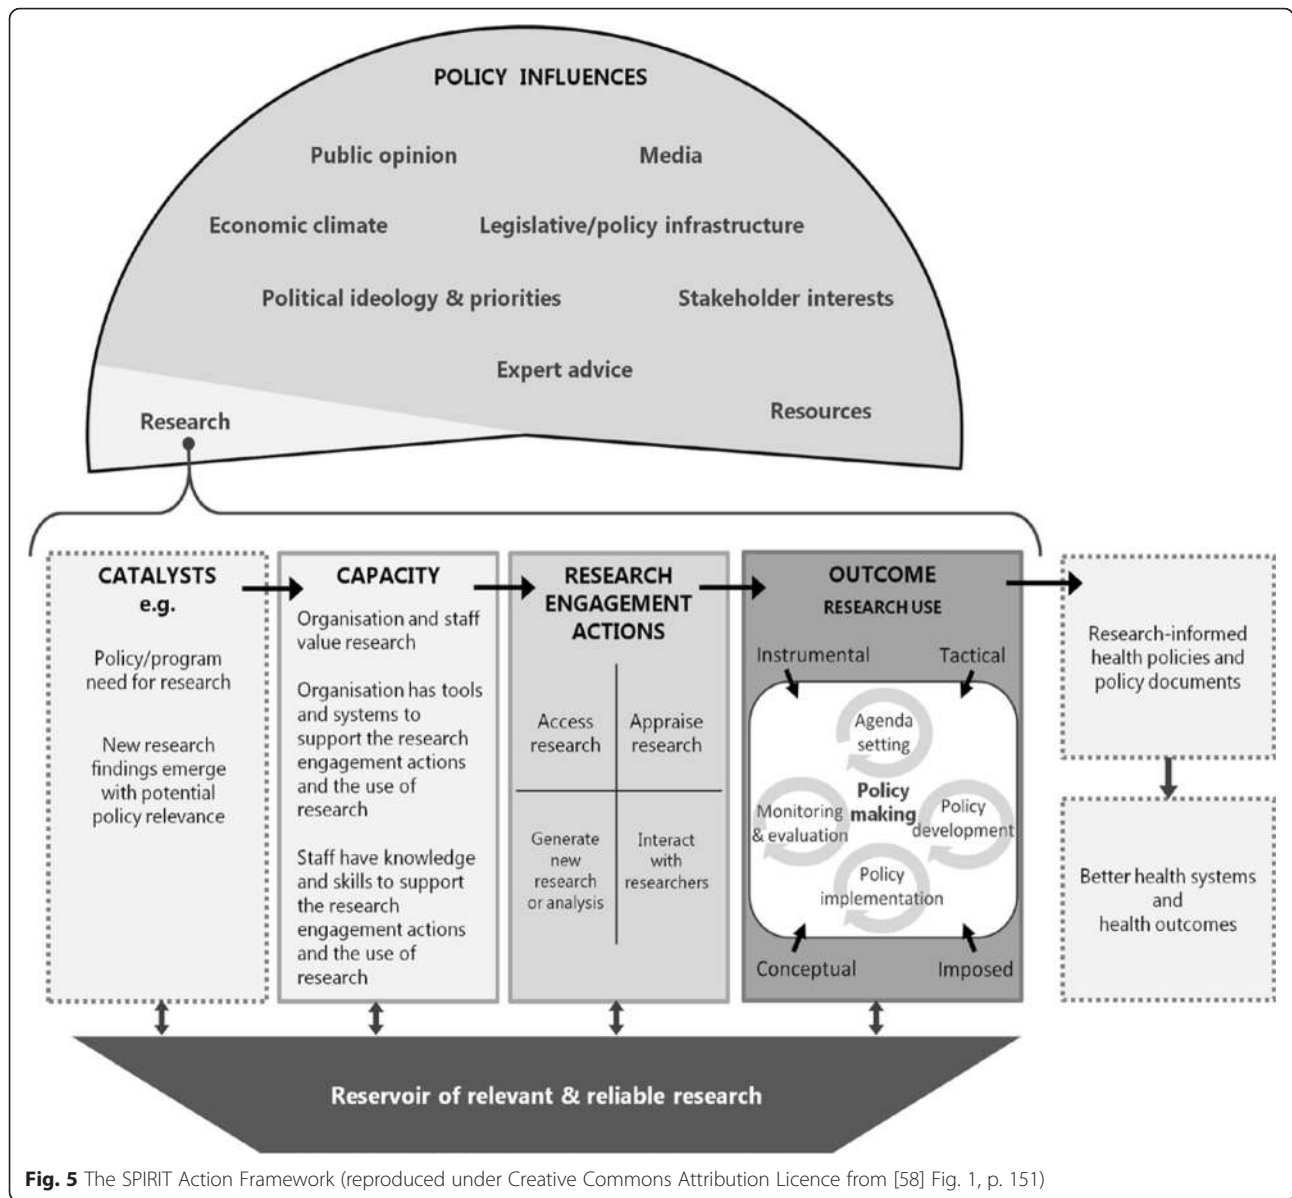 POLICY INFLUENCES
Public opinion
Media
Economic climate
Legislative/policy infrastructure
Political ideology & priorities
Stakeholder interests
Expert advice
Resources
Research
CATALYSTS
e.g.
Policy/program
need for research
New research
findings emerge
with potential
policy relevance
CAPACITY
Organisation and staff
value research
Organisation has tools
and systems to
support the research
engagement actions
and the use of
research
Staff have knowledge
and skills to support
the research
engagement actions
and the use of
research
RESEARCH
ENGAGEMENT
ACTIONS
Access
research
Appraise
research
Generate
new
research
or analysis
Interact
with
researchers
OUTCOME
RESEARCH USE
Instrumental
Tactical
Agenda
setting
Policy
making
Monitoring
& evaluation
Policy
development
Policy
implementation
Conceptual
Imposed
Research-informed
health policies and
policy documents
Better health systems
and
health outcomes
Reservoir of relevant & reliable research
Fig. 5 The SPIRIT Action Framework (reproduced under Creative Commons Attribution Licence from [58] Fig. 1, p. 151)